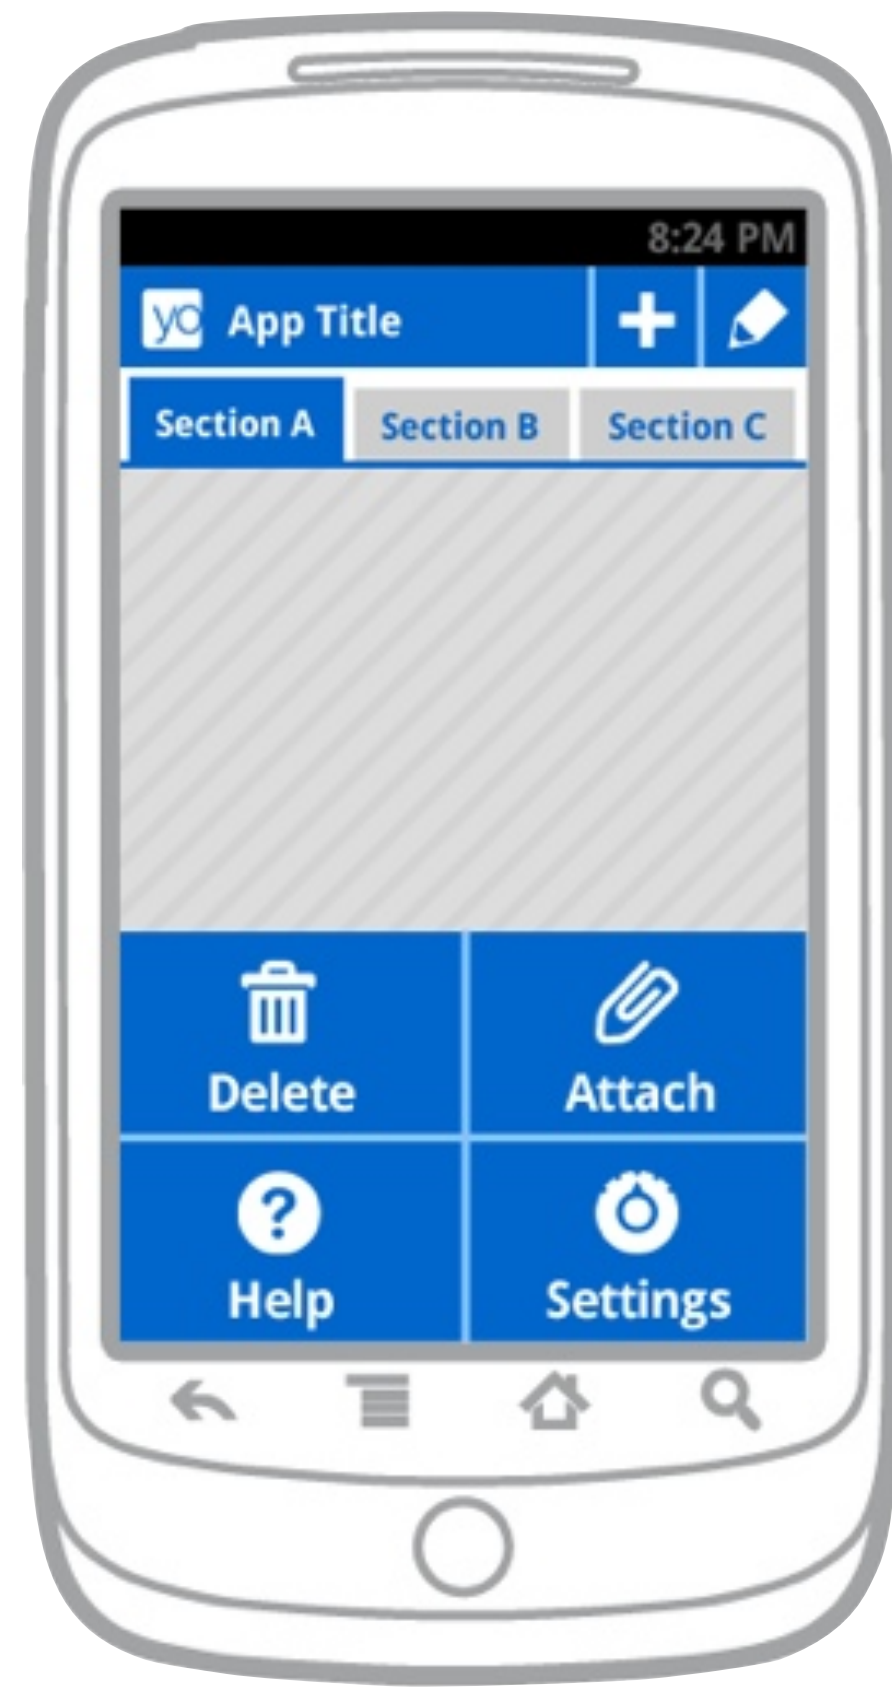 8:24 PM
yo App Title
Section A Section B Section C
Delete Attach
Help Settings